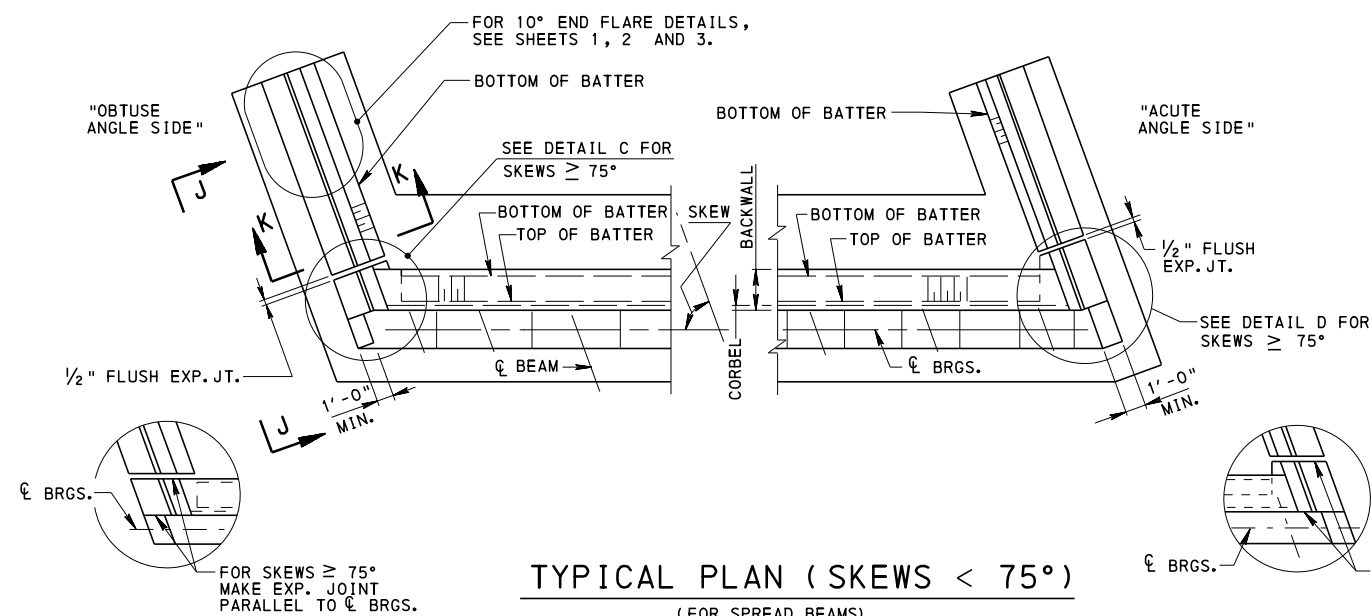 FOR 10° END FLARE DETAILS,
SEE SHEETS 1, 2 AND 3.
BOTTOM OF BATTER
"OBTUSE
ANGLE SIDE"
BOTTOM OF BATTER
"ACUTE
ANGLE SIDE"
SEE DETAIL C FOR
SKEWS ≥ 75°
J
K
K
BOTTOM OF BATTER
TOP OF BATTER
SKEW
BACKWALL
BOTTOM OF BATTER
TOP OF BATTER
1/2" FLUSH
EXP.JT.
SEE DETAIL D FOR
SKEWS ≥ 75°
1/2" FLUSH EXP.JT.
℄ BEAM
CORBEL
℄ BRGS.
1'-0"
MIN.
1'-0"
MIN.
J
℄ BRGS.
℄ BRGS.
FOR SKEWS ≥ 75°
MAKE EXP. JOINT
PARALLEL TO ℄ BRGS.
TYPICAL PLAN (SKEWS < 75°)
(FOR SPREAD BEAMS)